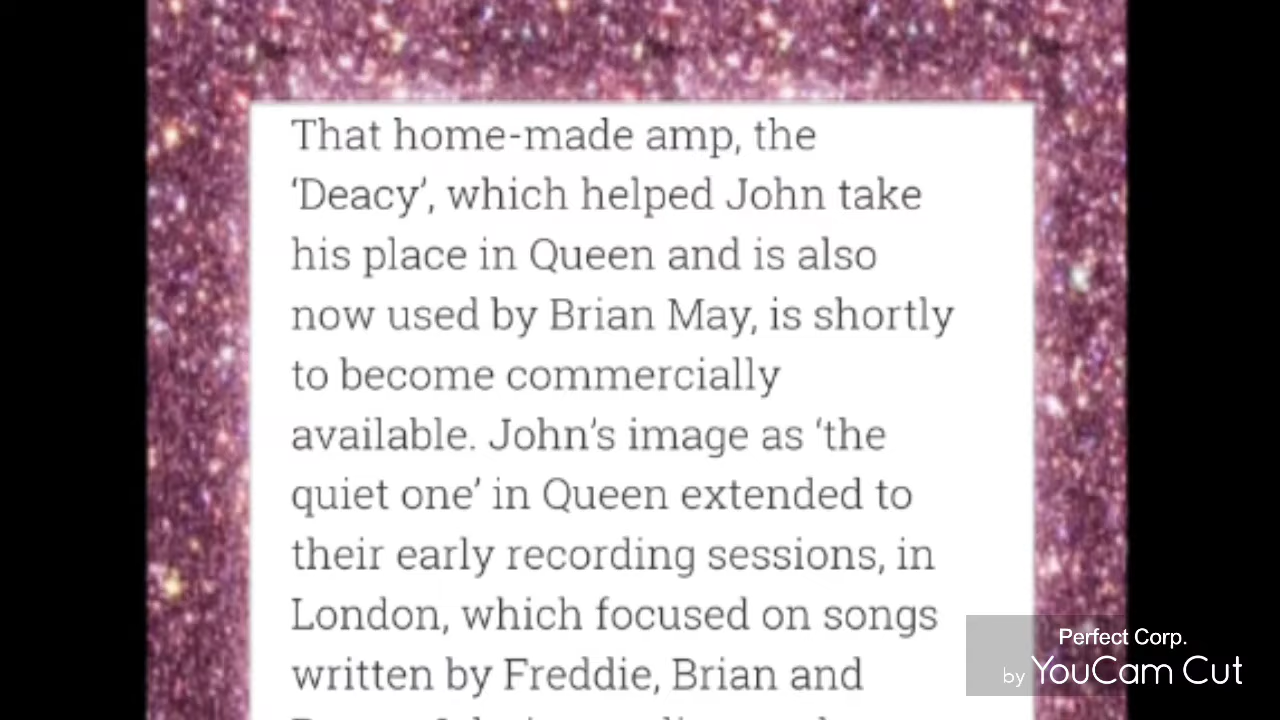 That home-made amp, the
‘Deacy’, which helped John take
his place in Queen and is also
now used by Brian May, is shortly
to become commercially
available. John’s image as ‘the
quiet one’ in Queen extended to
their early recording sessions, in
London, which focused on songs
written by Freddie, Brian and
Perfect Corp.
by YouCam Cut